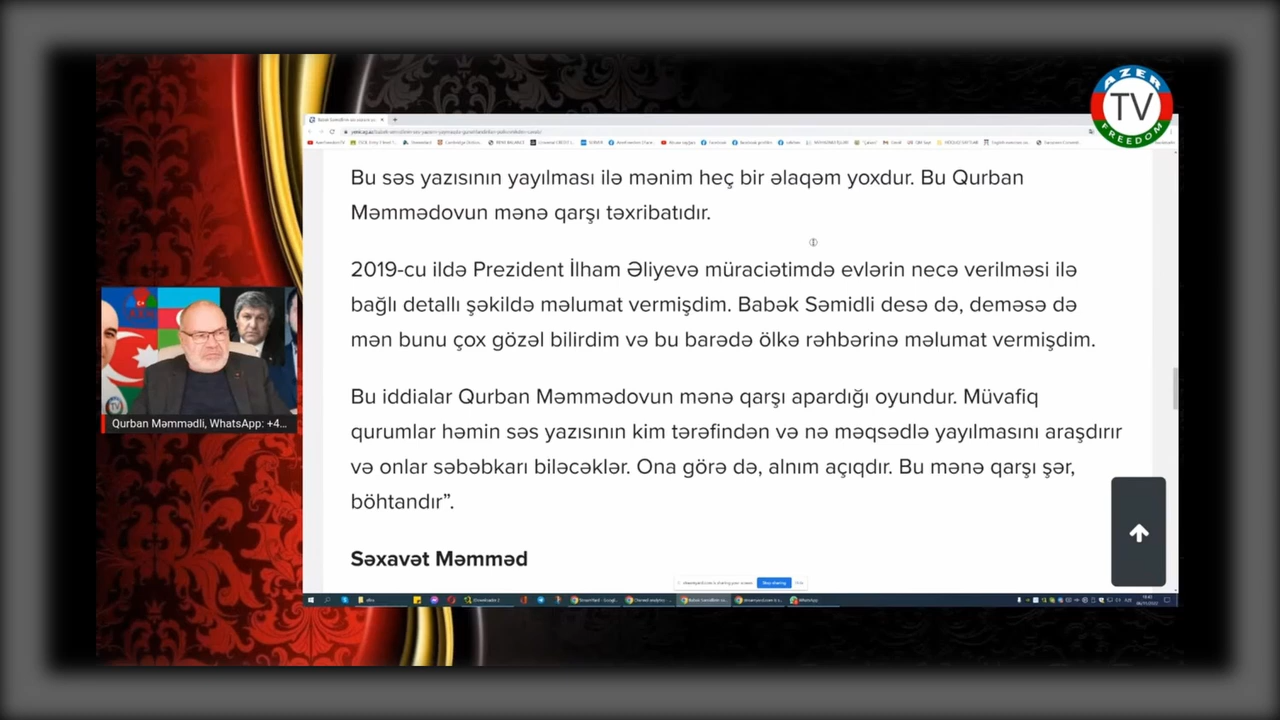 AZER
TV
FREEDOM
Bu səs yazısının yayılması ilə mənim heç bir əlaqəm yoxdur. Bu Qurban
Məmmədovun mənə qarşı təxribatıdır.
2019-cu ildə Prezident İlham Əliyevə müraciətimdə evlərin necə verilməsi ilə
bağlı detallı şəkildə məlumat vermişdim. Babək Səmidli desə də, deməsə də
mən bunu çox gözəl bilirdim və bu barədə ölkə rəhbərinə məlumat vermişdim.
Bu iddialar Qurban Məmmədovun mənə qarşı apardığı oyundur. Müvafiq
qurumlar həmin səs yazısının kim tərəfindən və nə məqsədlə yayılmasını araşdırır
və onlar səbəbkarı biləcəklər. Ona görə də, alnım açıqdır. Bu mənə qarşı şər,
böhtandır”.
Səxavət Məmməd
Qurban Məmmədli, WhatsApp: +4...
Stop sharing
Hide